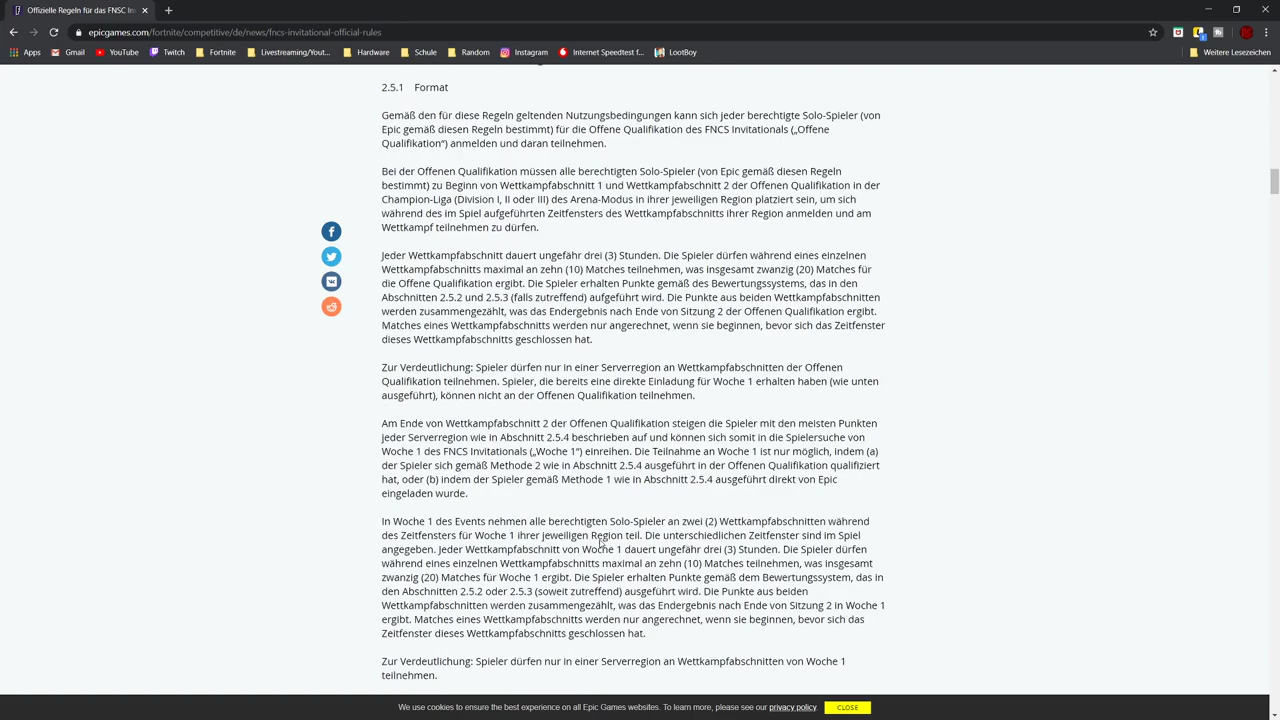 Offizielle Regeln für das FNSC In
epicgames.com/fortnite/competitive/de/news/fncs-invitational-official-rules
Apps Gmail YouTube Twitch Fortnite Livestreaming/Yout... Hardware Schule Random Instagram Internet Speedtest f... LootBoy Weitere Lesezeichen
2.5.1 Format
Gemäß den für diese Regeln geltenden Nutzungsbedingungen kann sich jeder berechtigte Solo-Spieler (von
Epic gemäß diesen Regeln bestimmt) für die Offene Qualifikation des FNCS Invitationals („Offene
Qualifikation“) anmelden und daran teilnehmen.
Bei der Offenen Qualifikation müssen alle berechtigten Solo-Spieler (von Epic gemäß diesen Regeln
bestimmt) zu Beginn von Wettkampfabschnitt 1 und Wettkampfabschnitt 2 der Offenen Qualifikation in der
Champion-Liga (Division I, II oder III) des Arena-Modus in ihrer jeweiligen Region platziert sein, um sich
während des im Spiel aufgeführten Zeitfensters des Wettkampfabschnitts ihrer Region anmelden und am
Wettkampf teilnehmen zu dürfen.
Jeder Wettkampfabschnitt dauert ungefähr drei (3) Stunden. Die Spieler dürfen während eines einzelnen
Wettkampfabschnitts maximal an zehn (10) Matches teilnehmen, was insgesamt zwanzig (20) Matches für
die Offene Qualifikation ergibt. Die Spieler erhalten Punkte gemäß des Bewertungssystems, das in den
Abschnitten 2.5.2 und 2.5.3 (falls zutreffend) aufgeführt wird. Die Punkte aus beiden Wettkampfabschnitten
werden zusammengezählt, was das Endergebnis nach Ende von Sitzung 2 der Offenen Qualifikation ergibt.
Matches eines Wettkampfabschnitts werden nur angerechnet, wenn sie beginnen, bevor sich das Zeitfenster
dieses Wettkampfabschnitts geschlossen hat.
Zur Verdeutlichung: Spieler dürfen nur in einer Serverregion an Wettkampfabschnitten der Offenen
Qualifikation teilnehmen. Spieler, die bereits eine direkte Einladung für Woche 1 erhalten haben (wie unten
ausgeführt), können nicht an der Offenen Qualifikation teilnehmen.
Am Ende von Wettkampfabschnitt 2 der Offenen Qualifikation steigen die Spieler mit den meisten Punkten
jeder Serverregion wie in Abschnitt 2.5.4 beschrieben auf und können sich somit in die Spielersuche von
Woche 1 des FNCS Invitationals („Woche 1“) einreihen. Die Teilnahme an Woche 1 ist nur möglich, indem (a)
der Spieler sich gemäß Methode 2 wie in Abschnitt 2.5.4 ausgeführt in der Offenen Qualifikation qualifiziert
hat, oder (b) indem der Spieler gemäß Methode 1 wie in Abschnitt 2.5.4 ausgeführt direkt von Epic
eingeladen wurde.
In Woche 1 des Events nehmen alle berechtigten Solo-Spieler an zwei (2) Wettkampfabschnitten während
des Zeitfensters für Woche 1 ihrer jeweiligen Region teil. Die unterschiedlichen Zeitfenster sind im Spiel
angegeben. Jeder Wettkampfabschnitt von Woche 1 dauert ungefähr drei (3) Stunden. Die Spieler dürfen
während eines einzelnen Wettkampfabschnitts maximal an zehn (10) Matches teilnehmen, was insgesamt
zwanzig (20) Matches für Woche 1 ergibt. Die Spieler erhalten Punkte gemäß dem Bewertungssystem, das in
den Abschnitten 2.5.2 oder 2.5.3 (soweit zutreffend) ausgeführt wird. Die Punkte aus beiden
Wettkampfabschnitten werden zusammengezählt, was das Endergebnis nach Ende von Sitzung 2 in Woche 1
ergibt. Matches eines Wettkampfabschnitts werden nur angerechnet, wenn sie beginnen, bevor sich das
Zeitfenster dieses Wettkampfabschnitts geschlossen hat.
Zur Verdeutlichung: Spieler dürfen nur in einer Serverregion an Wettkampfabschnitten von Woche 1
teilnehmen.
We use cookies to ensure the best experience on all Epic Games websites. To learn more, please see our privacy policy. CLOSE